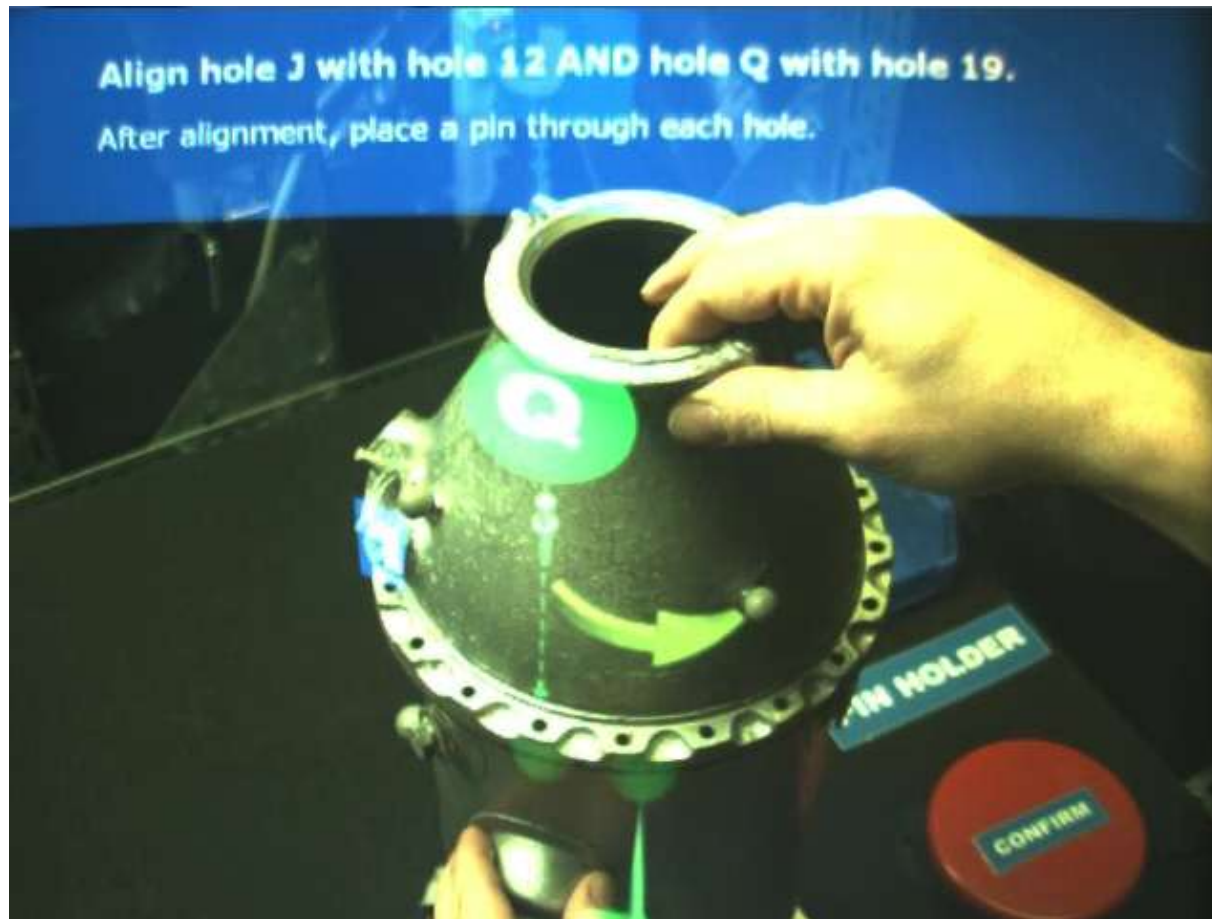 Align hole J with hole 12 AND hole Q with hole 19.
After alignment, place a pin through each hole.
Q
PIN HOLDER
CONFIRM